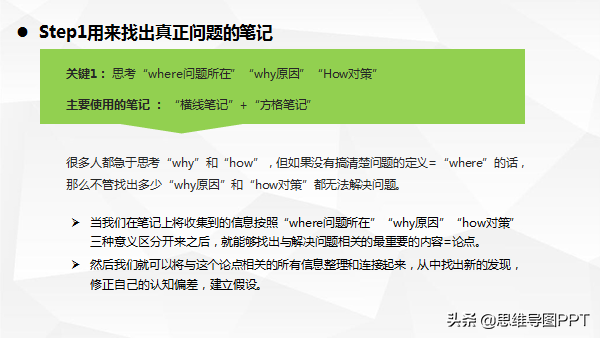 ● Step1用来找出真正问题的笔记
关键1： 思考“where问题所在”“why原因”“How对策”
主要使用的笔记 ： “横线笔记”+“方格笔记”
很多人都急于思考“why”和“how”，但如果没有搞清楚问题的定义=“where”的话，
那么不管找出多少“why原因”和“how对策”都无法解决问题。
➢ 当我们在笔记上将收集到的信息按照“where问题所在”“why原因”“how对策”
三种意义区分开来之后，就能够找出与解决问题相关的最重要的内容=论点。
➢ 然后我们就可以将与这个论点相关的所有信息整理和连接起来，从中找出新的发现，
修正自己的认知偏差，建立假设。
头条 @思维导图PPT